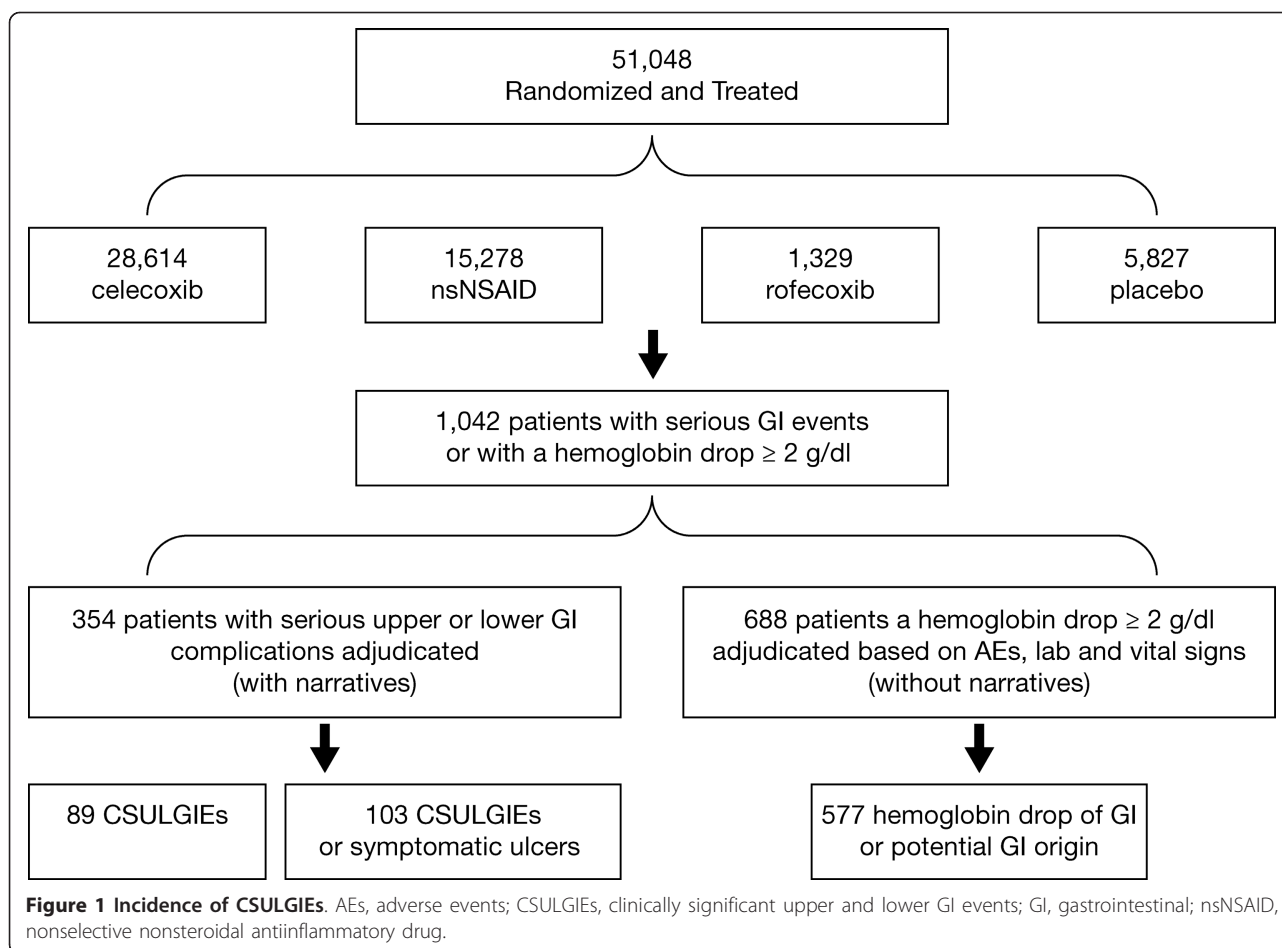 51,048
Randomized and Treated
28,614
celecoxib
15,278
nsNSAID
1,329
rofecoxib
5,827
placebo
1,042 patients with serious GI events
or with a hemoglobin drop ≥ 2 g/dl
354 patients with serious upper or lower GI
complications adjudicated
(with narratives)
688 patients a hemoglobin drop ≥ 2 g/dl
adjudicated based on AEs, lab and vital signs
(without narratives)
89 CSULGIEs
103 CSULGIEs
or symptomatic ulcers
577 hemoglobin drop of GI
or potential GI origin
Figure 1 Incidence of CSULGIEs. AEs, adverse events; CSULGIEs, clinically significant upper and lower GI events; GI, gastrointestinal; nsNSAID,
nonselective nonsteroidal antiinflammatory drug.